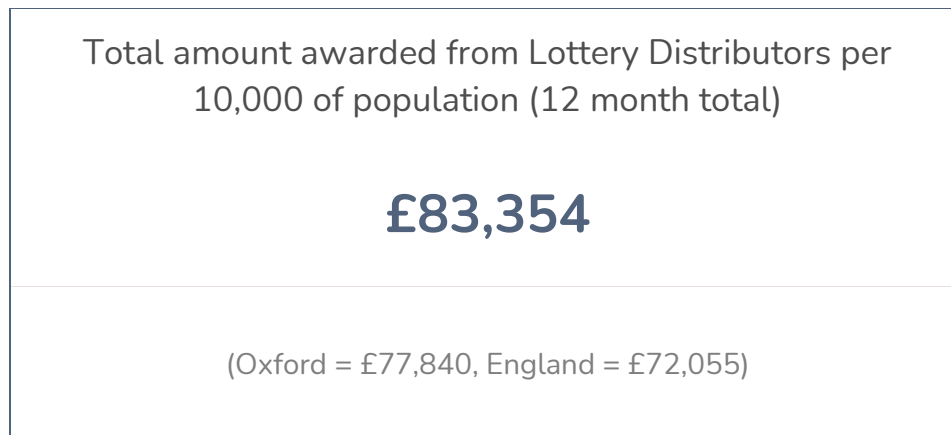 Total amount awarded from Lottery Distributors per
10,000 of population (12 month total)
£83,354
(Oxford = £77,840, England = £72,055)